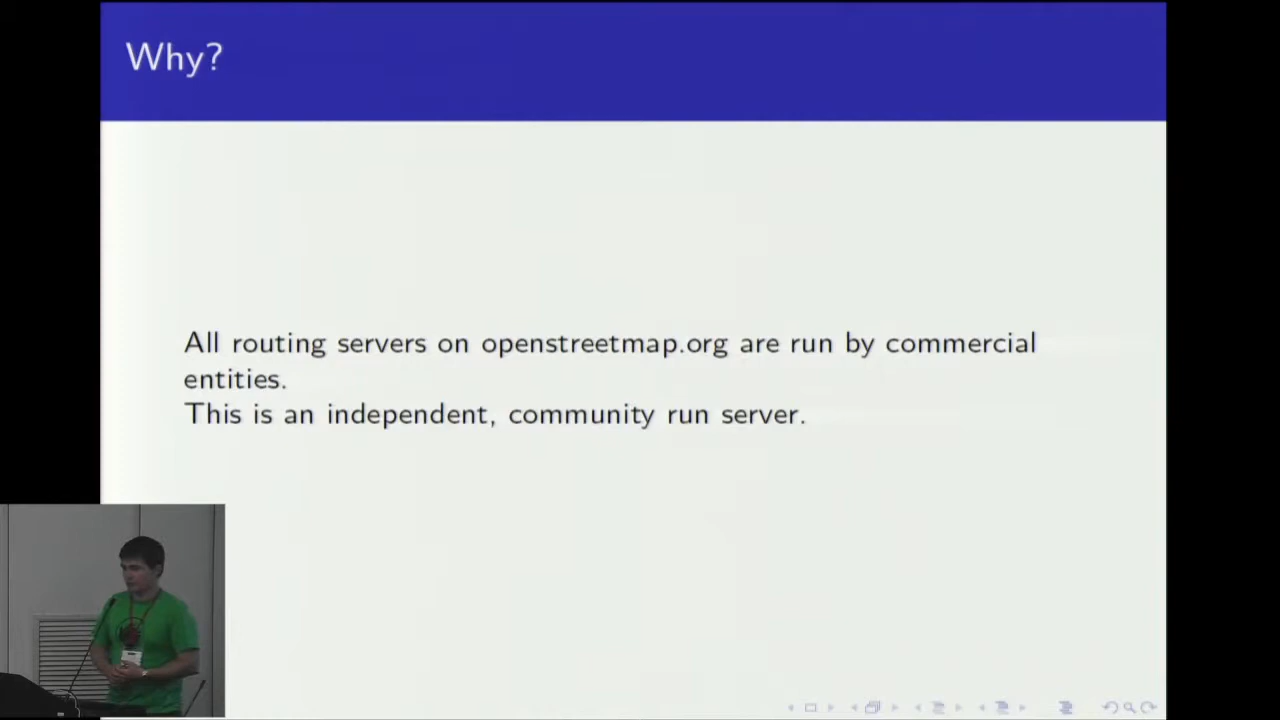 Why?
All routing servers on openstreetmap.org are run by commercial
entities.
This is an independent, community run server.